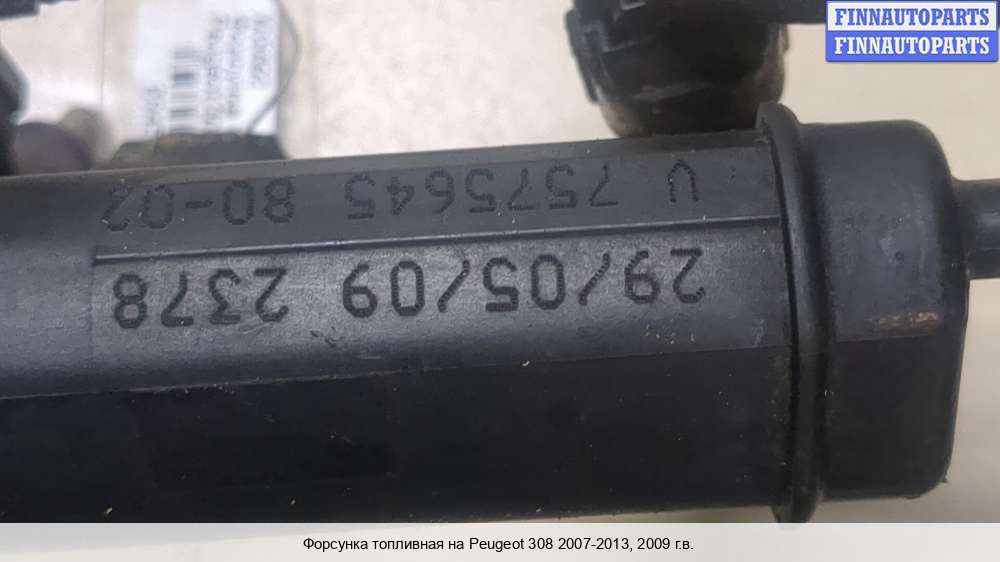 FINNAUTOPARTS
FINNAUTOPARTS
29/05/09 2378
V 7575645 80-02
Форсунка топливная на Peugeot 308 2007-2013, 2009 г.в.